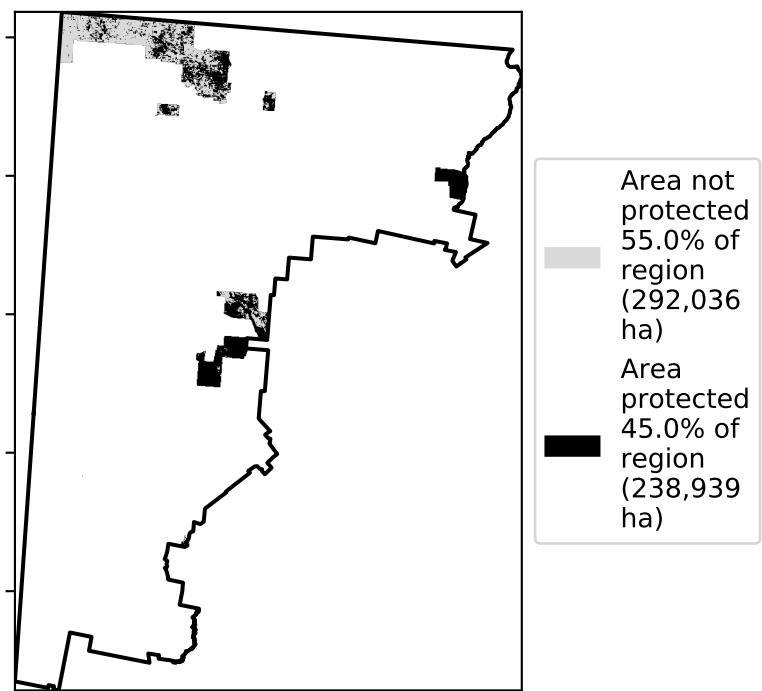 Area not
protected
55.0% of
region
(292,036
ha)
Area
protected
45.0% of
region
(238,939
ha)